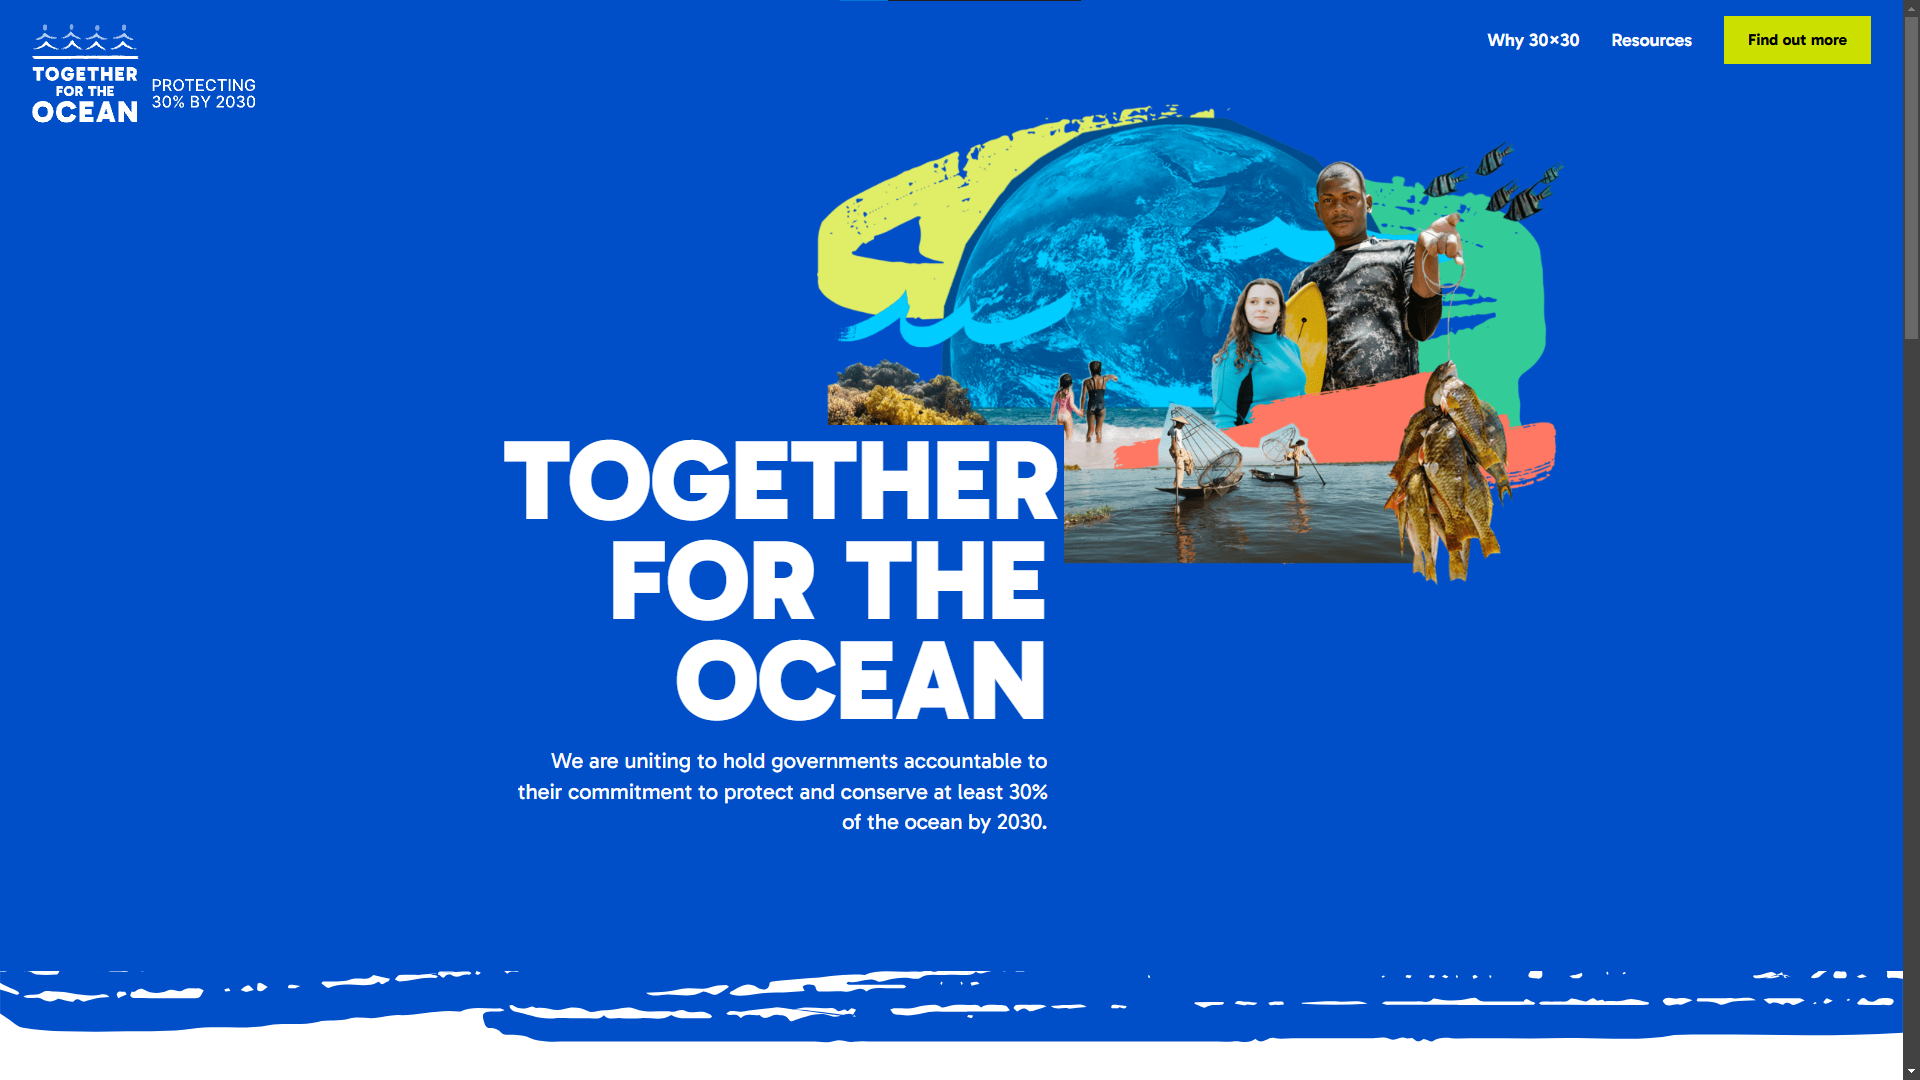 TOGETHER
FOR THE
OCEAN
PROTECTING
30% BY 2030
Why 30×30
Resources
Find out more
TOGETHER
FOR THE
OCEAN
We are uniting to hold governments accountable to
their commitment to protect and conserve at least 30%
of the ocean by 2030.